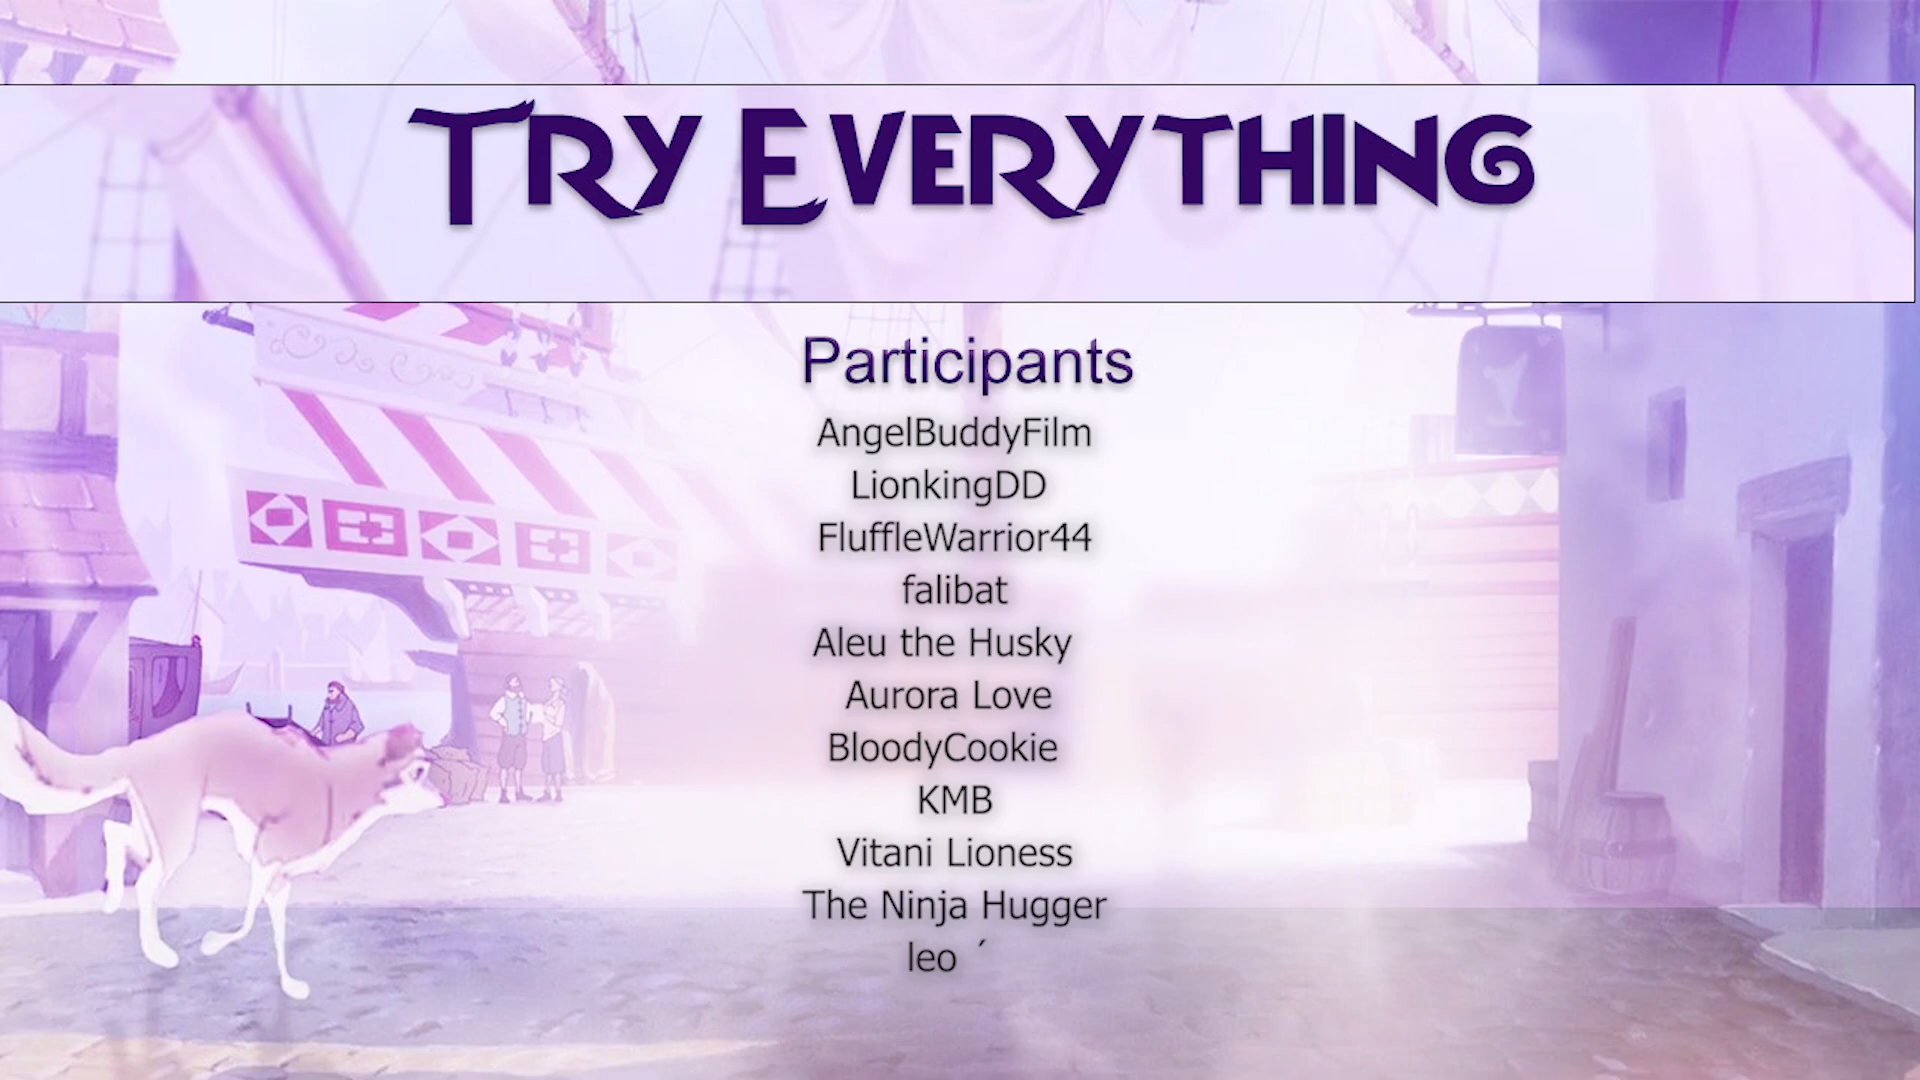 Try Everything
Participants
AngelBuddyFilm
LionkingDD
FluffleWarrior44
falibat
Aleu the Husky
Aurora Love
BloodyCookie
KMB
Vitani Lioness
The Ninja Hugger
leo ´